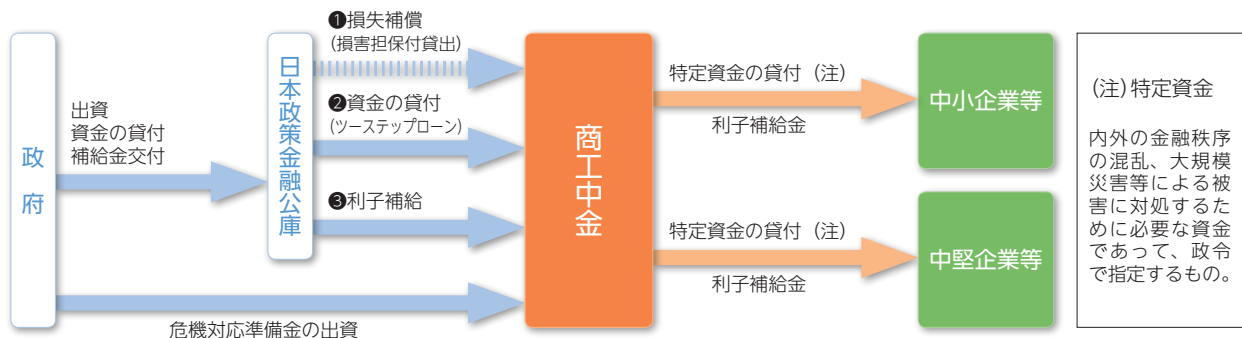 政府
出資
資金の貸付
補給金交付
日本政策金融公庫
❶損失補償
(損害担保付貸出)
❷資金の貸付
(ツーステップローン)
❸利子補給
危機対応準備金の出資
商工中金
特定資金の貸付（注）
利子補給金
中小企業等
特定資金の貸付（注）
利子補給金
中堅企業等
(注)特定資金
内外の金融秩序
の混乱、大規模
災害等による被
害に対処するた
めに必要な資金
であって、政令
で指定するもの。